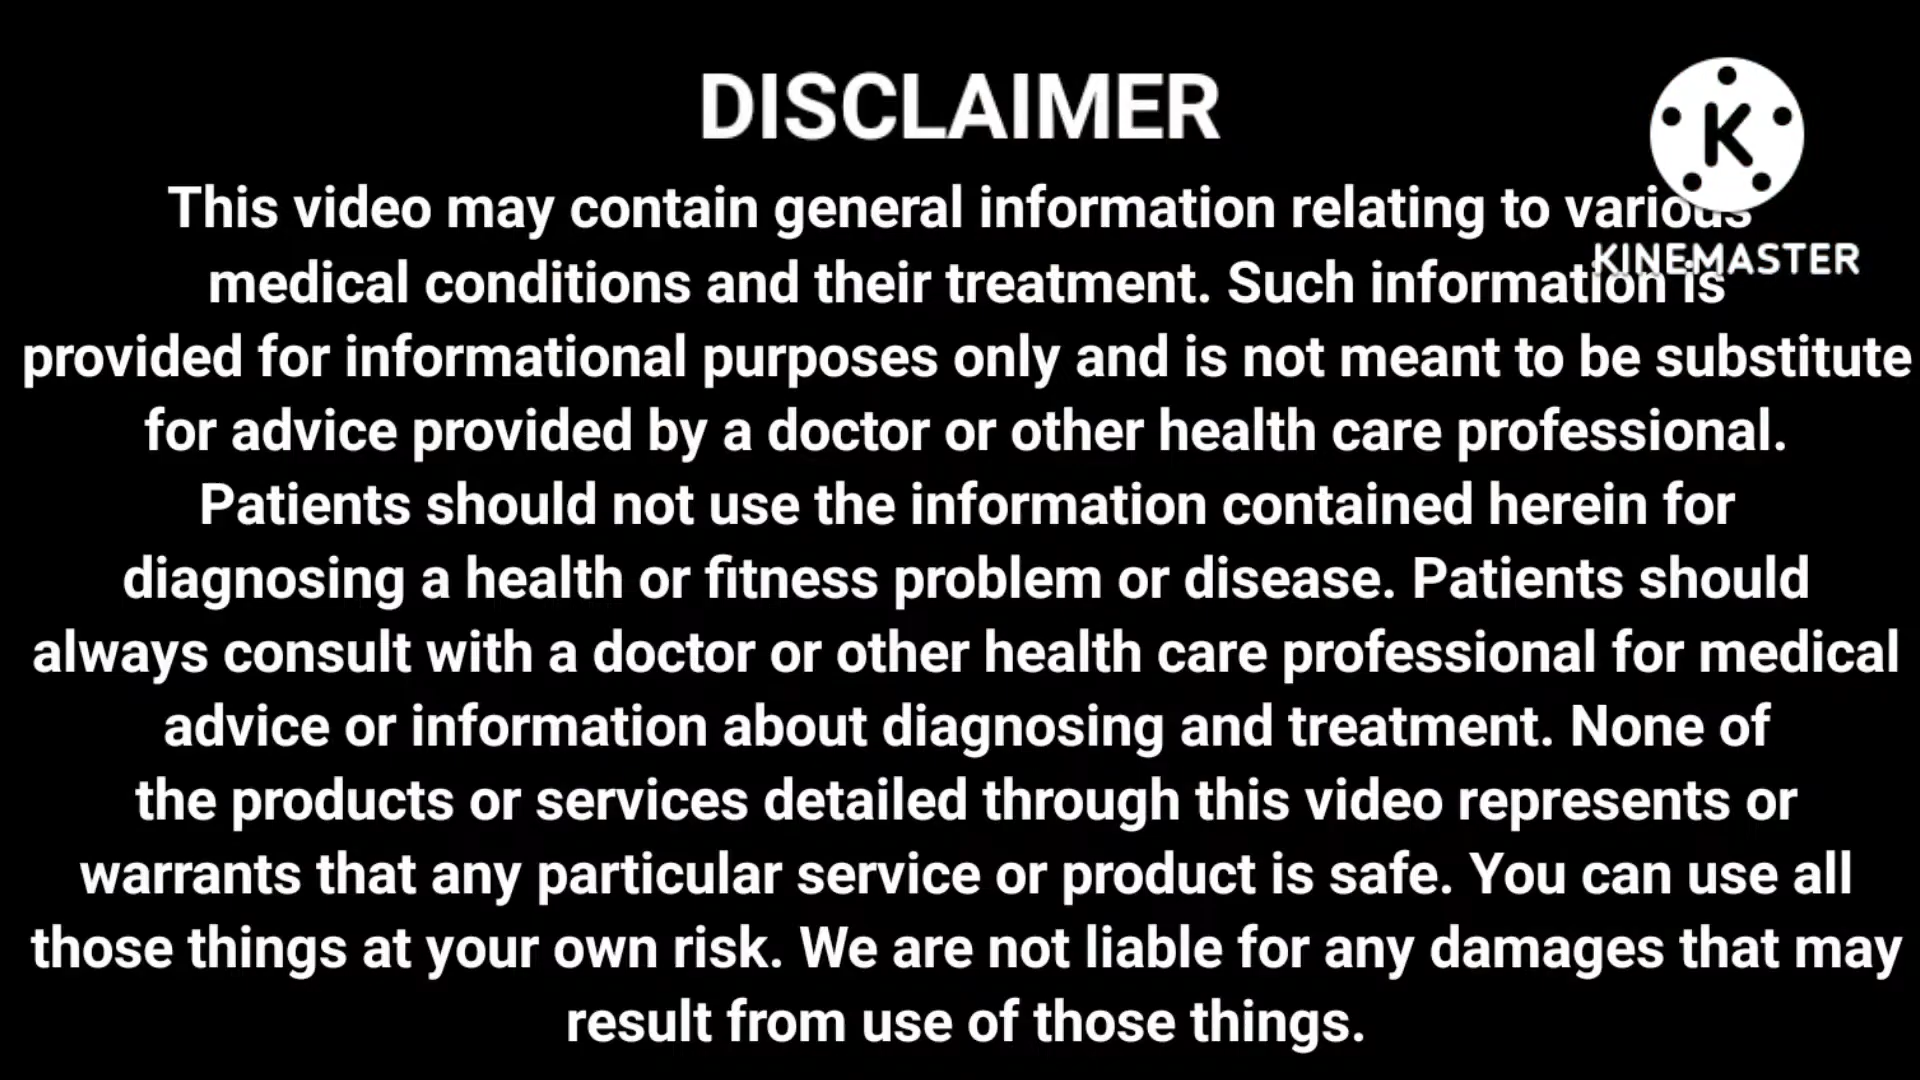 DISCLAIMER
K
This video may contain general information relating to various
KINEMASTER
medical conditions and their treatment. Such information is
provided for informational purposes only and is not meant to be substitute
for advice provided by a doctor or other health care professional.
Patients should not use the information contained herein for
diagnosing a health or fitness problem or disease. Patients should
always consult with a doctor or other health care professional for medical
advice or information about diagnosing and treatment. None of
the products or services detailed through this video represents or
warrants that any particular service or product is safe. You can use all
those things at your own risk. We are not liable for any damages that may
result from use of those things.